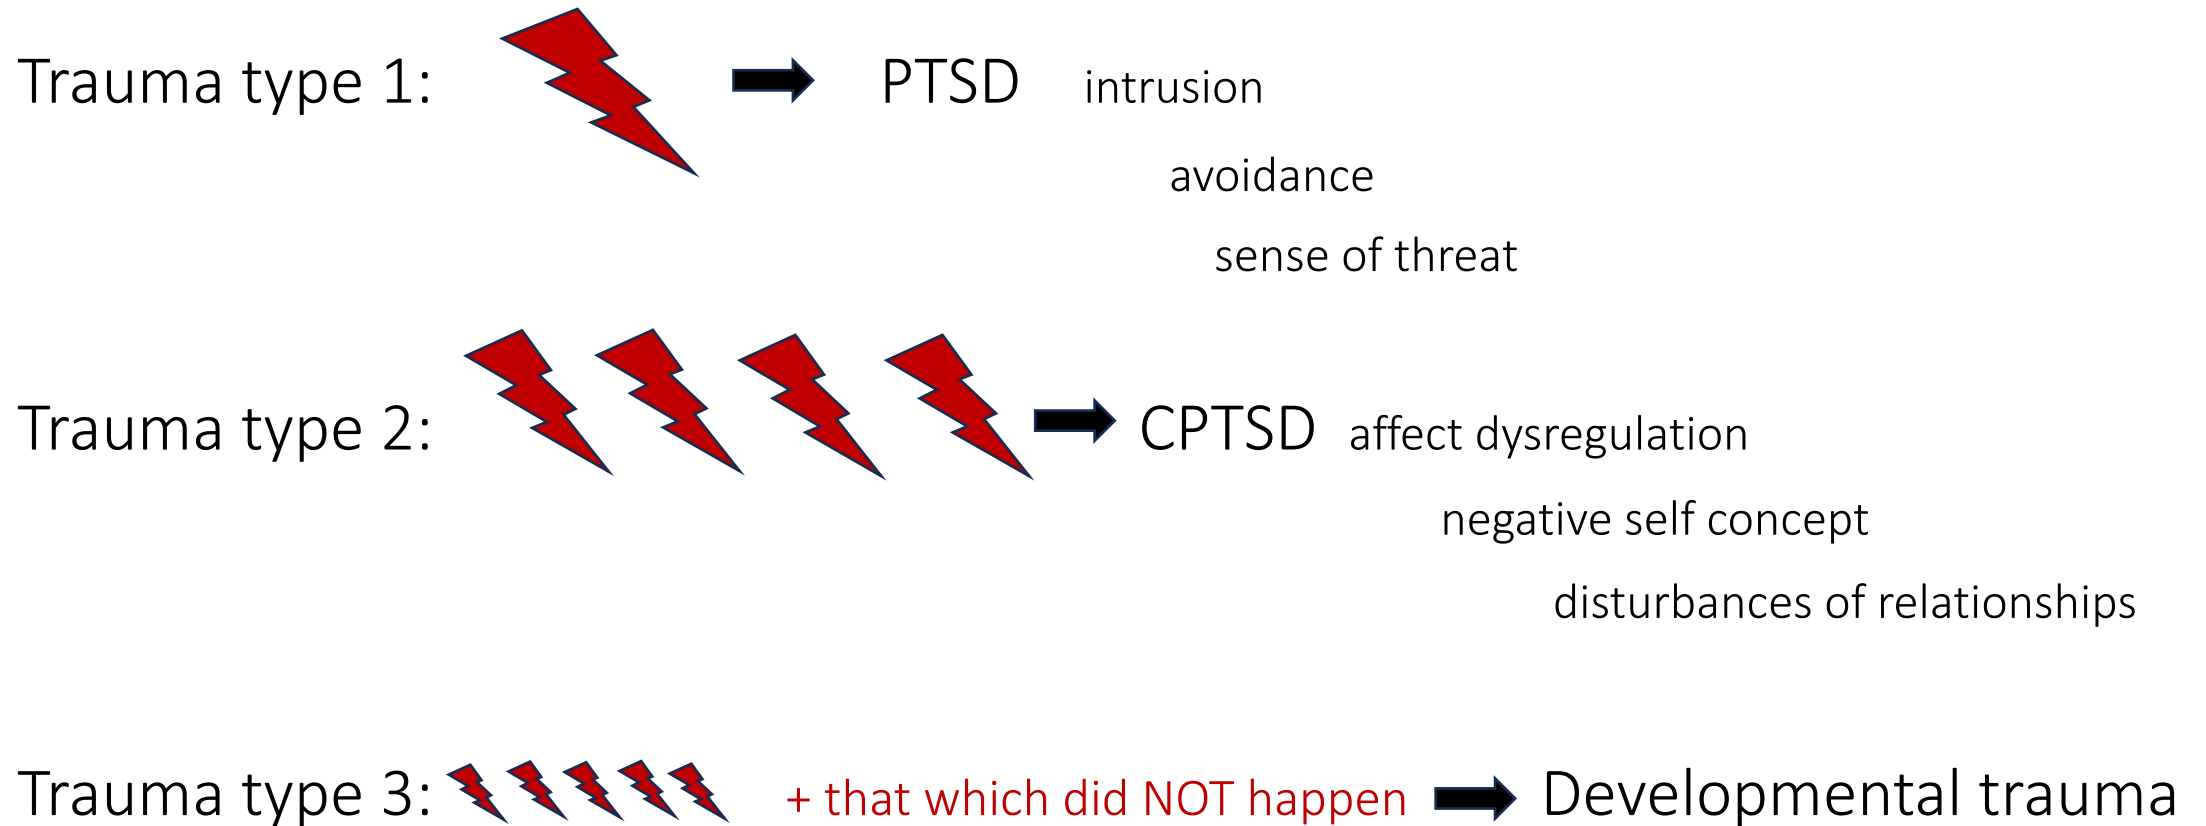 Trauma type 1: PTSD intrusion
avoidance
sense of threat
Trauma type 2: CPTSD affect dysregulation
negative self concept
disturbances of relationships
Trauma type 3: + that which did NOT happen Developmental trauma